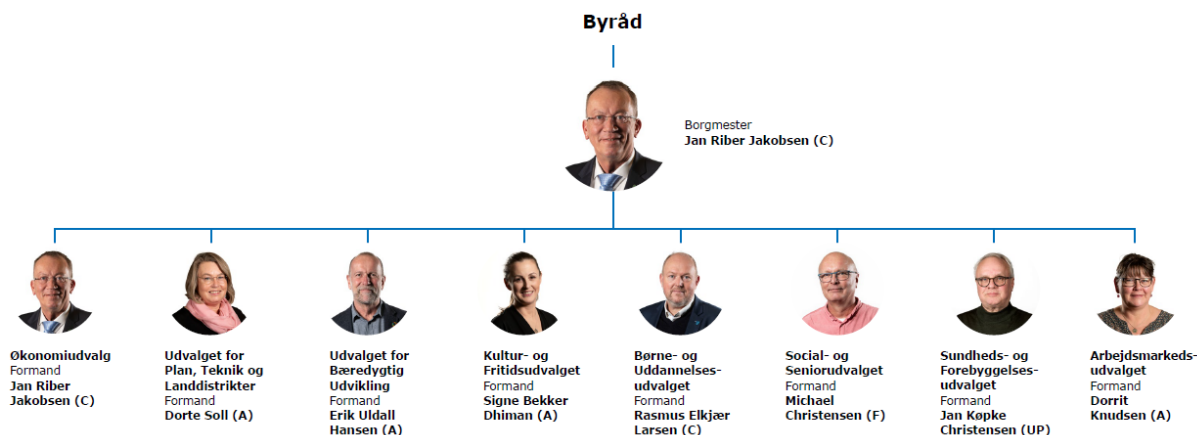 Byråd
Borgmester
Jan Riber Jakobsen (C)
Økonomiudvalg
Formand
Jan Riber
Jakobsen (C)
Udvalget for
Plan, Teknik og
Landdistrikter
Formand
Dorte Soll (A)
Udvalget for
Bæredygtig
Udvikling
Formand
Erik Uldall
Hansen (A)
Kultur- og
Fritidsudvalget
Formand
Signe Bekker
Dhiman (A)
Børne- og
Uddannelses-
udvalget
Formand
Rasmus Elkjær
Larsen (C)
Social- og
Seniorudvalget
Formand
Michael
Christensen (F)
Sundheds- og
Forebyggelses-
udvalget
Formand
Jan Køpke
Christensen (UP)
Arbejdsmarkeds-
udvalget
Formand
Dorrit
Knudsen (A)